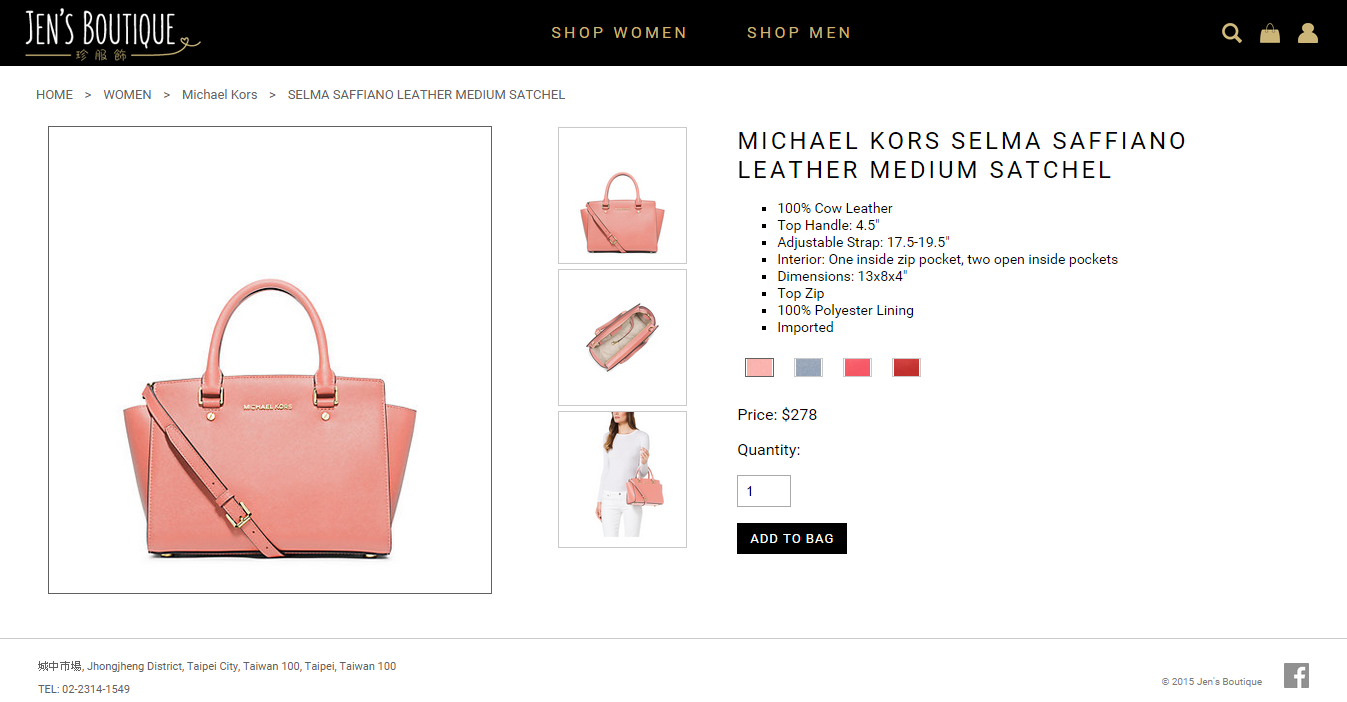 JEN'S BOUTIQUE
珍服飾
SHOP WOMEN
SHOP MEN
HOME > WOMEN > Michael Kors > SELMA SAFFIANO LEATHER MEDIUM SATCHEL
MICHAEL KORS
MICHAEL KORS SELMA SAFFIANO
LEATHER MEDIUM SATCHEL
100% Cow Leather
Top Handle: 4.5"
Adjustable Strap: 17.5-19.5"
Interior: One inside zip pocket, two open inside pockets
Dimensions: 13x8x4"
Top Zip
100% Polyester Lining
Imported
Price: $278
Quantity:
1
ADD TO BAG
城中市場, Jhongjheng District, Taipei City, Taiwan 100, Taipei, Taiwan 100
TEL: 02-2314-1549
© 2015 Jen's Boutique
f